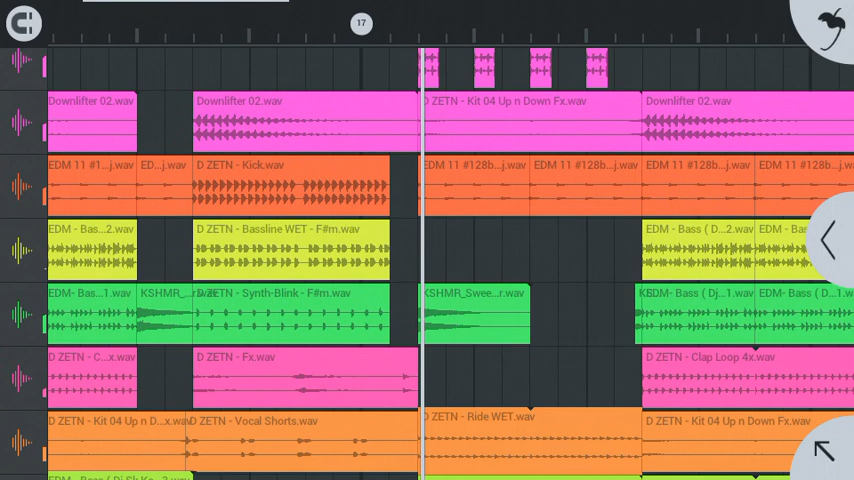 17
Downlifter 02.wav
Downlifter 02.wav
D ZETN - Kit 04 Up n Down Fx.wav
Downlifter 02.wav
EDM 11 #1...j.wav
ED...j.wav
D ZETN - Kick.wav
EDM 11 #128b...j.wav
EDM 11 #128b...j.wav
EDM 11 #128b...j.wav
EDM 11 #128b...j.wav
EDM - Bas...2.wav
D ZETN - Bassline WET - F#m.wav
EDM - Bass ( D...2.wav
EDM - Bas
EDM- Bas...1.wav
KSHMR_...
D ZETN - Synth-Blink - F#m.wav
KSHMR_Swee...r.wav
EDM- Bass ( Dj...1.wav
EDM- Bass ( D...1.w
D ZETN - C...x.wav
D ZETN - Fx.wav
D ZETN - Clap Loop 4x.wav
D ZETN - Kit 04 Up n D...x.wav
D ZETN - Vocal Shorts.wav
D ZETN - Ride WET.wav
D ZETN - Kit 04 Up n Down Fx.wav